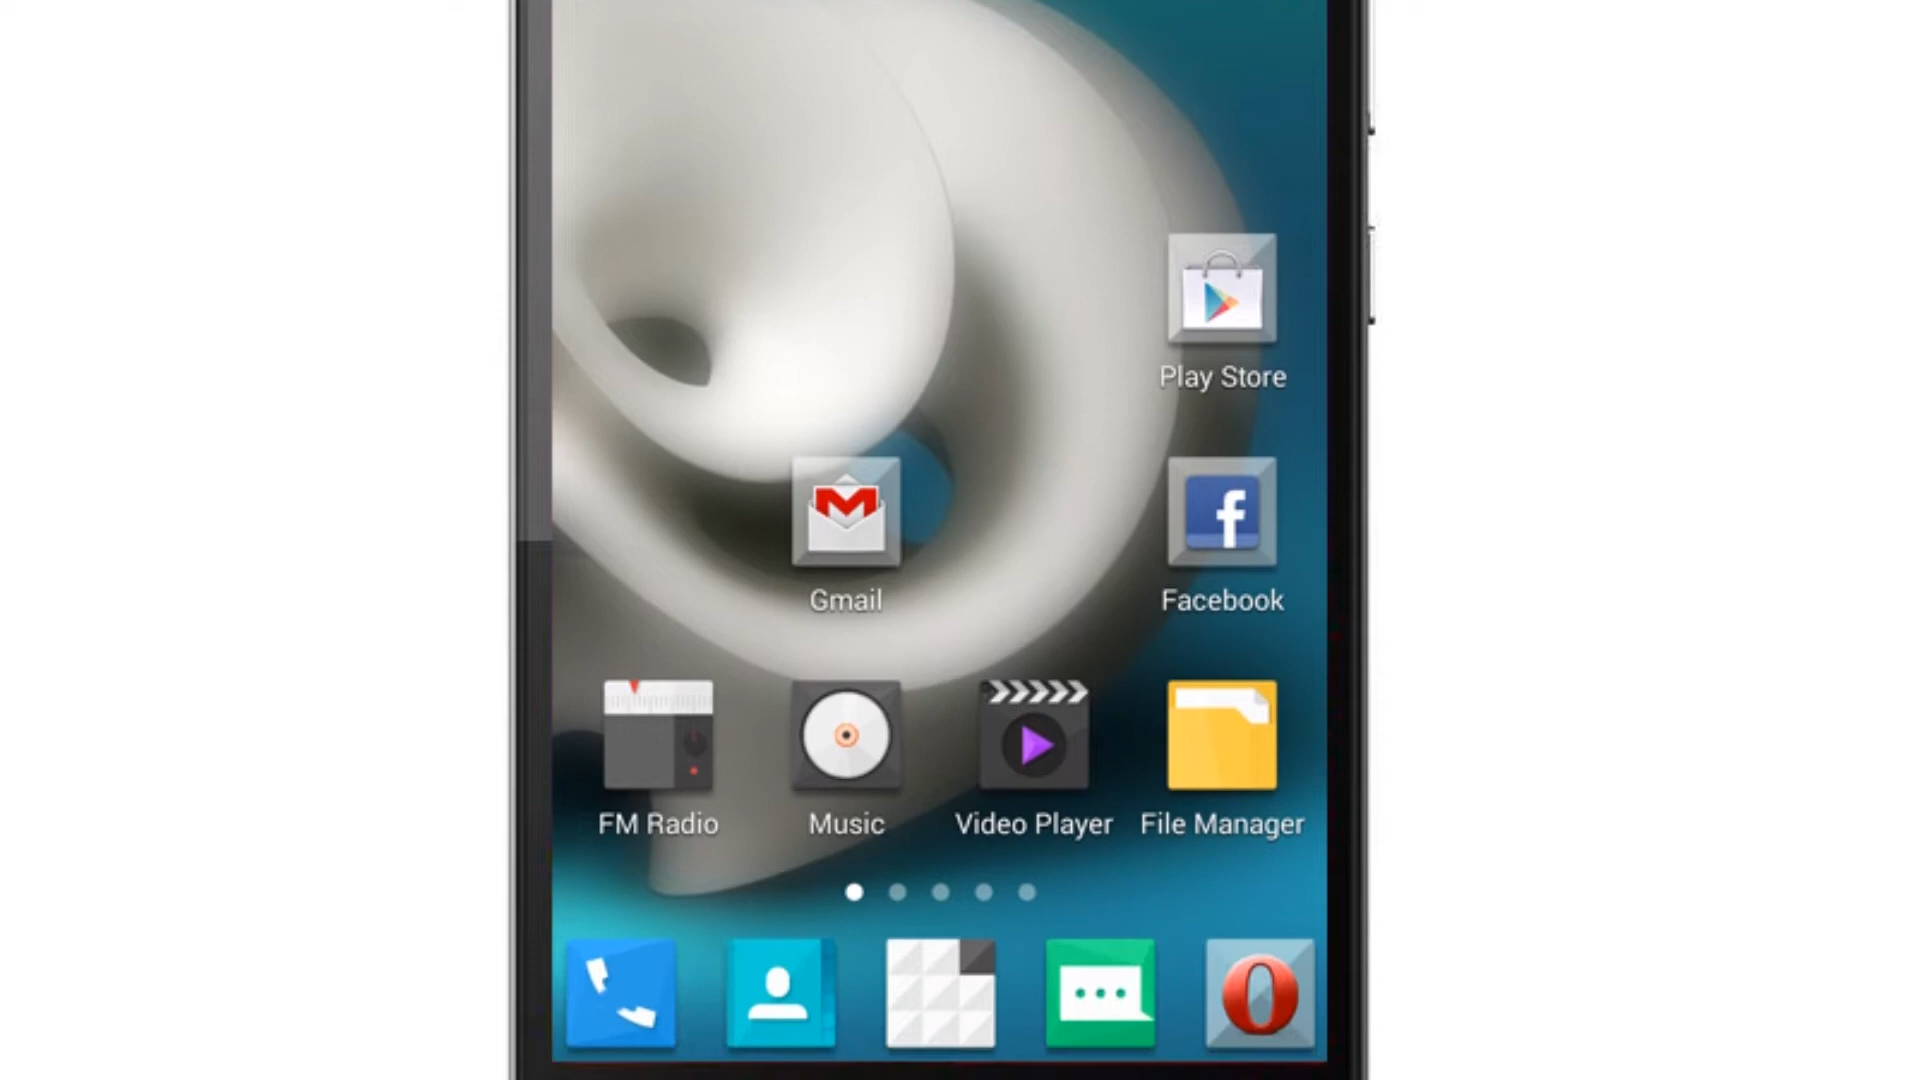 Play Store
Gmail
Facebook
FM Radio
Music
Video Player
File Manager